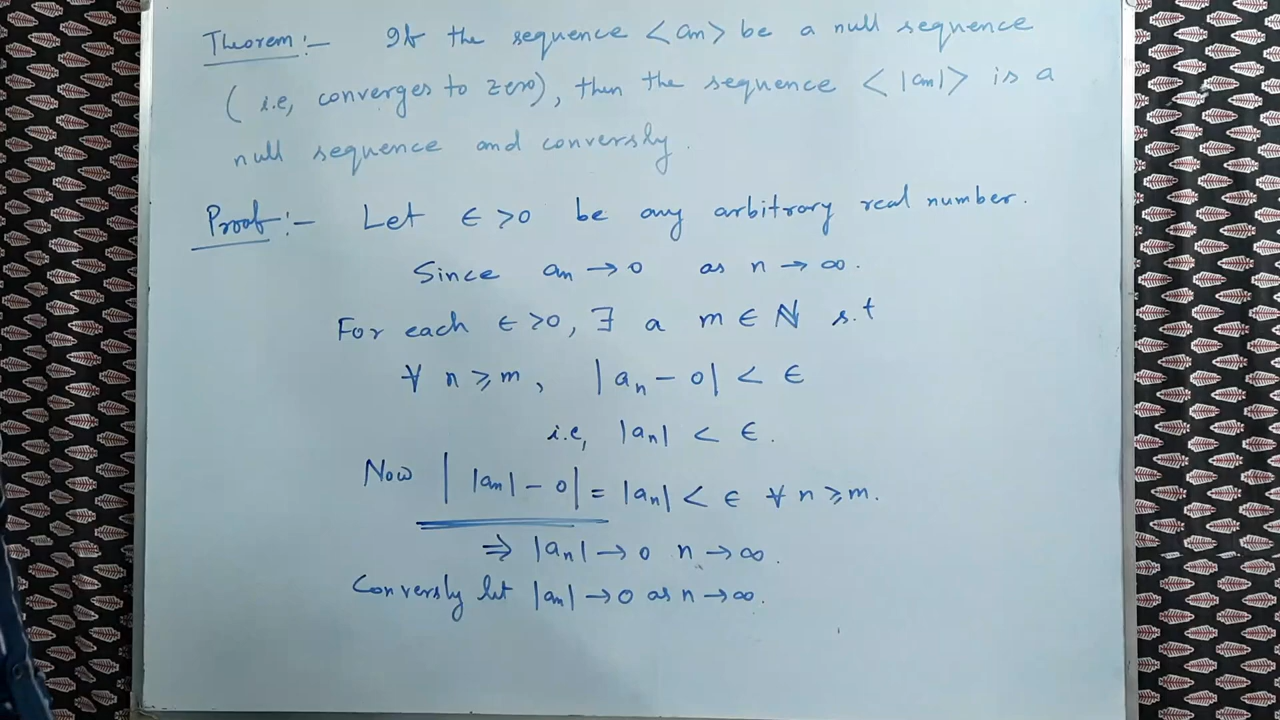 Theorem:- If the sequence <an> be a null sequence
(i.e, converges to zero), then the sequence <|an|> is a
null sequence and conversly.
Proof:- Let ϵ >0 be any arbitrary real number.
Since an → 0 as n → ∞.
For each ϵ >0, ∃ a m ∈ ℕ s.t
∀ n ≥ m, |an - 0| < ϵ
i.e, |an| < ϵ.
Now | |an| - 0| = |an| < ϵ ∀ n ≥ m.
⇒ |an| → 0 n → ∞.
Conversly let |an| → 0 as n → ∞.